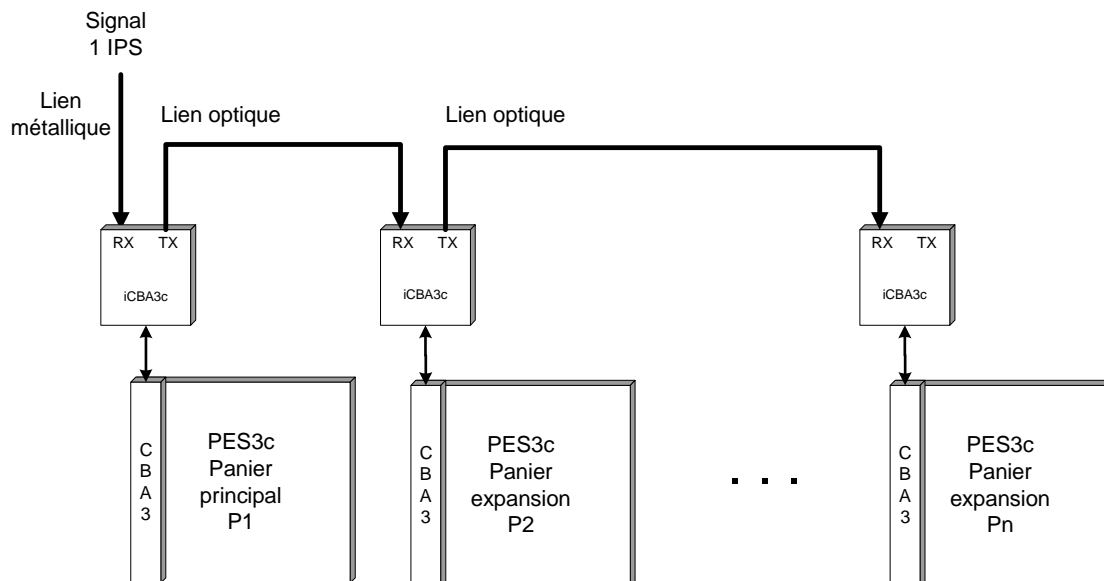 Signal
1 IPS
Lien
métallique
Lien optique
Lien optique
RX TX
iCBA3c
RX TX
iCBA3c
RX TX
iCBA3c
C
B
A
3
PES3c
Panier
principal
P1
C
B
A
3
PES3c
Panier
expansion
P2
. . .
C
B
A
3
PES3c
Panier
expansion
Pn